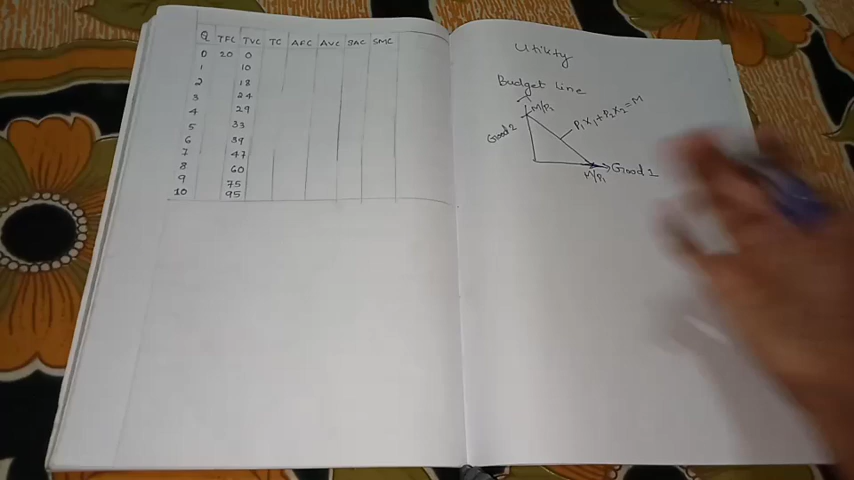 Q TFC TVC TC AFC AVC SAC SMC
0 20 0
1 10
2 18
3 24
4 29
5 33
6 39
7 47
8 60
9 75
10 95
Utility
Budget Line
M/P2
P1X1+P2X2=M
Good 2
Good 1
M/P1